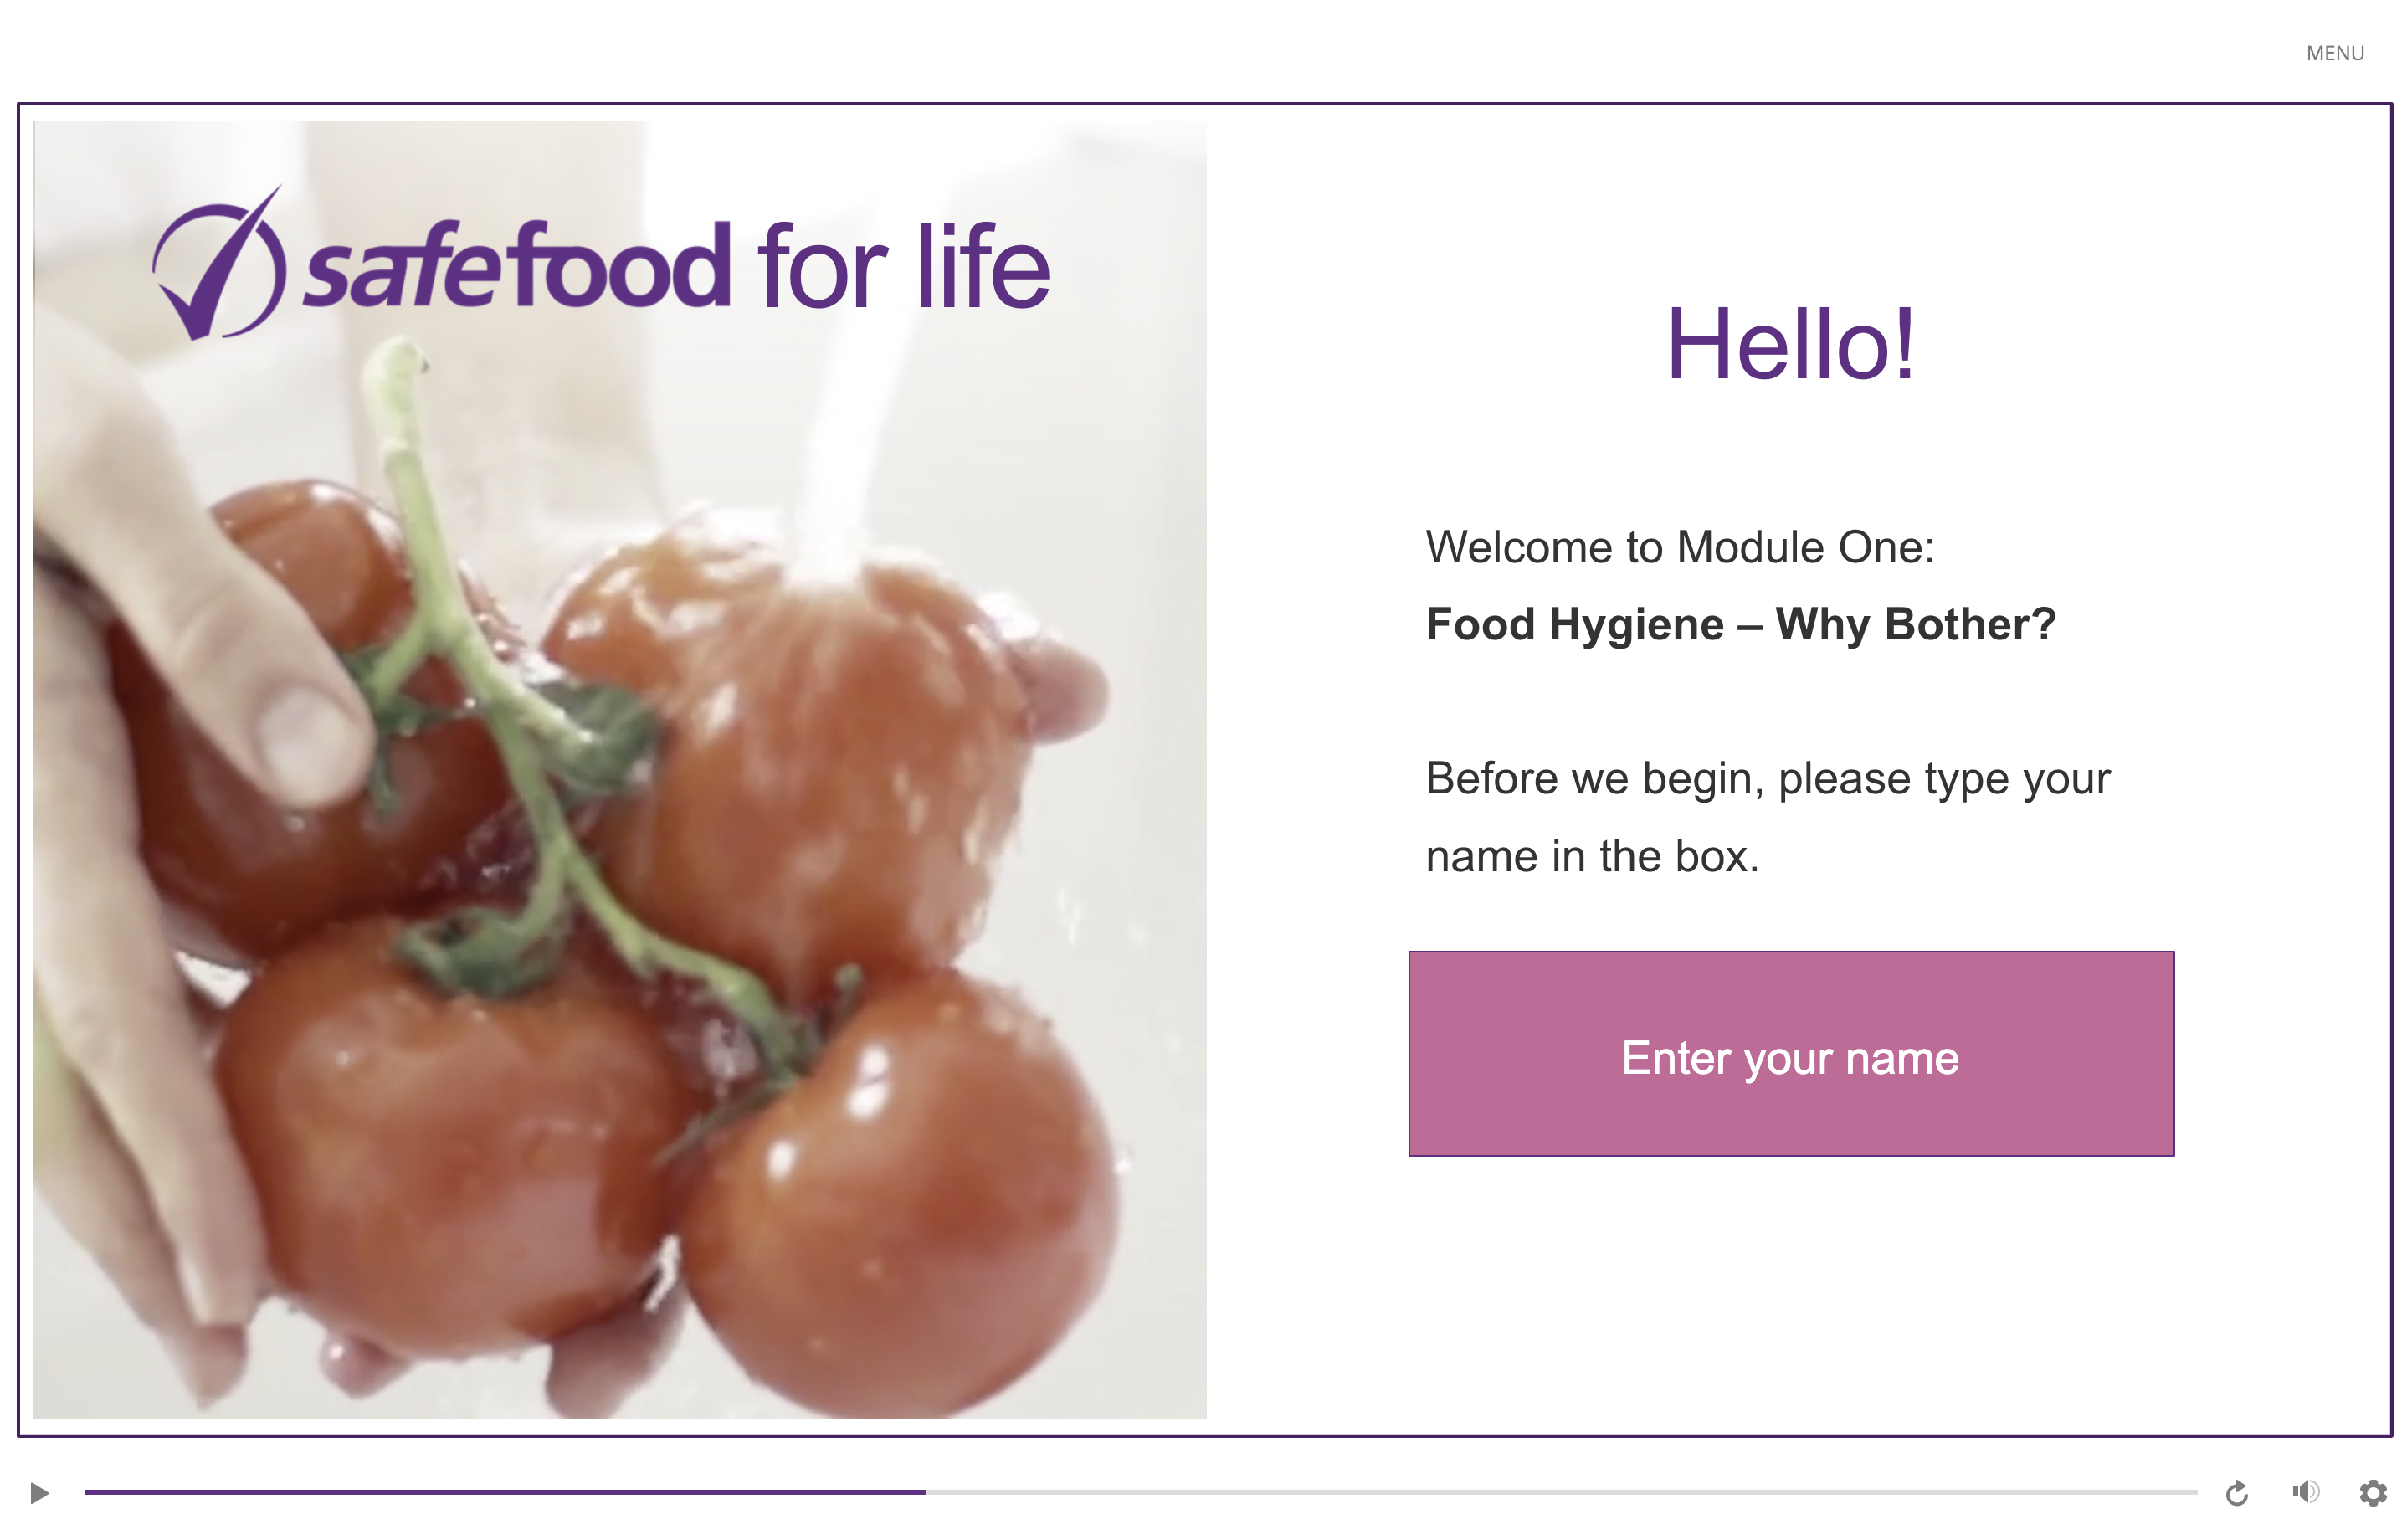 MENU
safefood for life
Hello!
Welcome to Module One:
Food Hygiene – Why Bother?
Before we begin, please type your
name in the box.
Enter your name